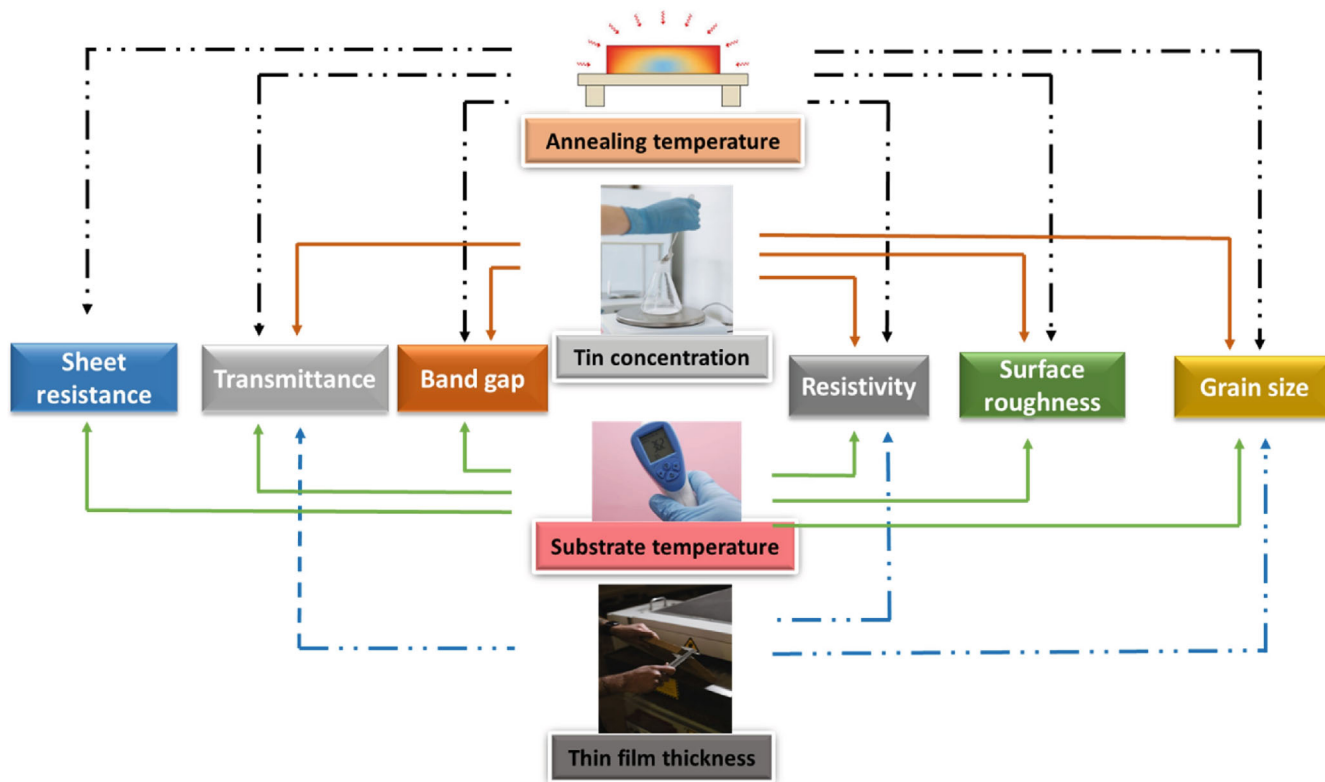 Annealing temperature
Tin concentration
Sheet
resistance
Transmittance
Band gap
Resistivity
Surface
roughness
Grain size
Substrate temperature
Thin film thickness